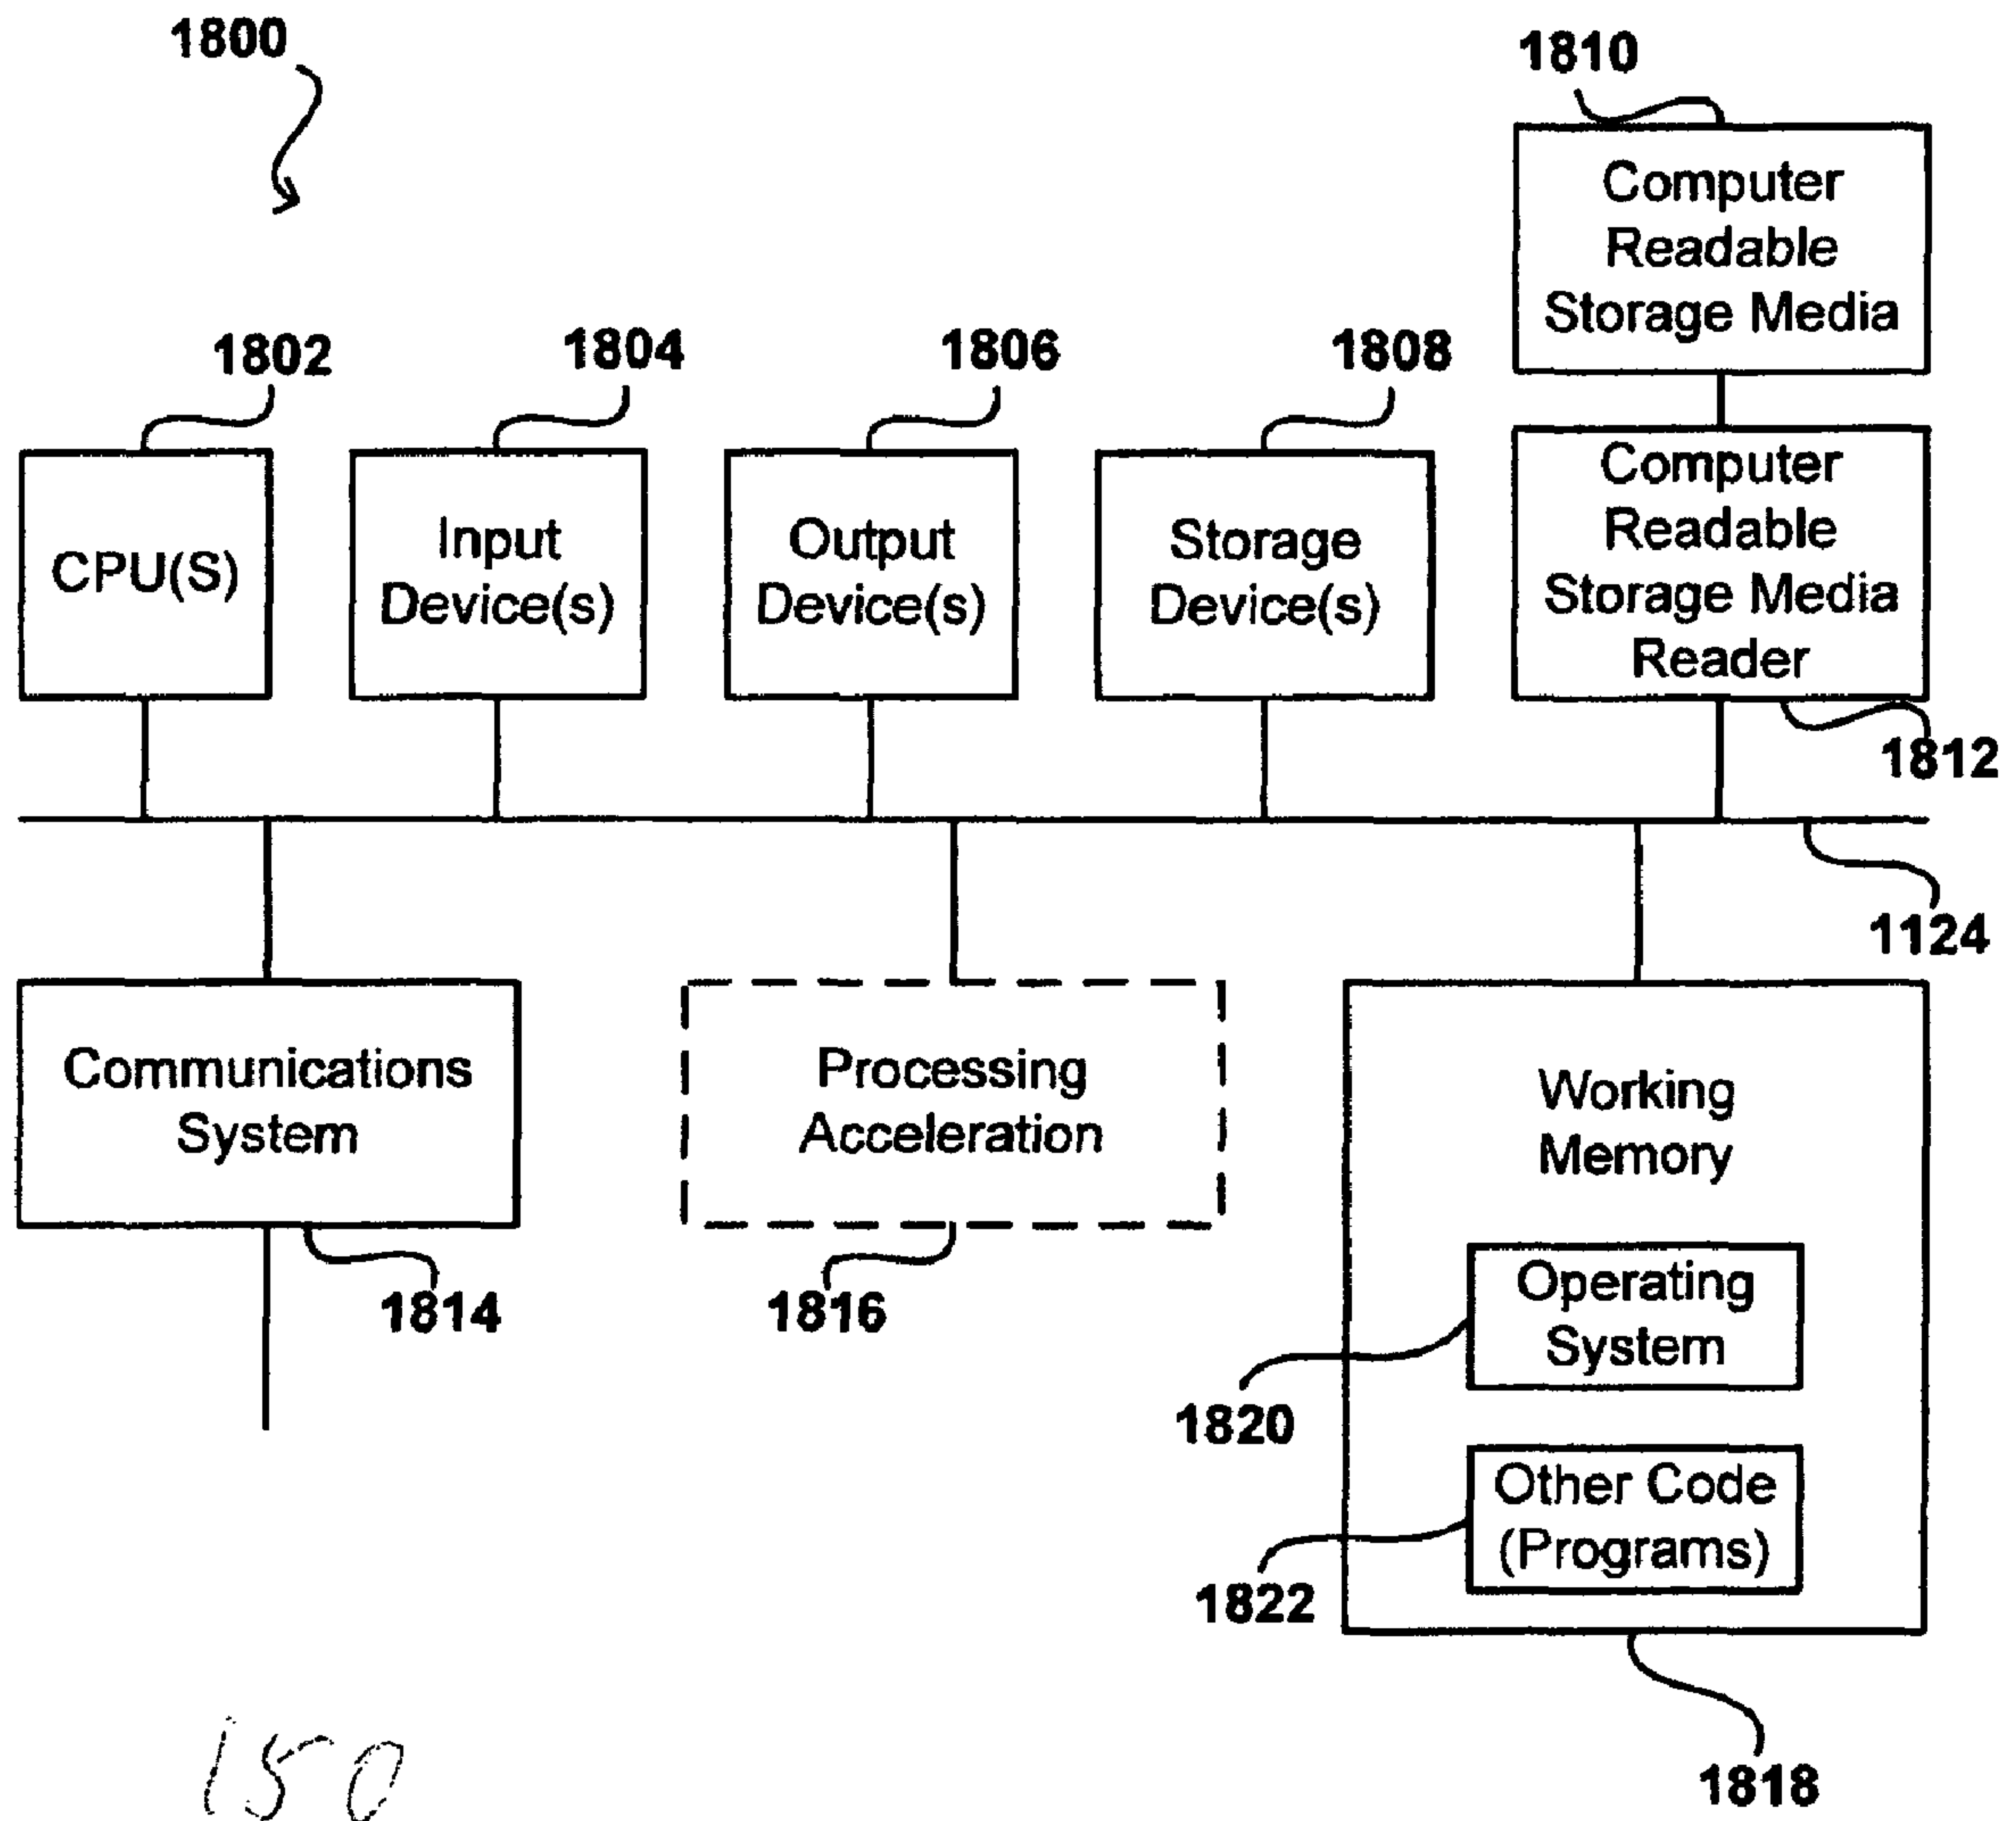 1800
1810
Computer
Readable
Storage Media
1802
1804
1806
1808
CPU(S)
Input
Device(s)
Output
Device(s)
Storage
Device(s)
Computer
Readable
Storage Media
Reader
1812
1124
Communications
System
1814
Processing
Acceleration
1816
Working
Memory
Operating
System
1820
Other Code
(Programs)
1822
1818
150